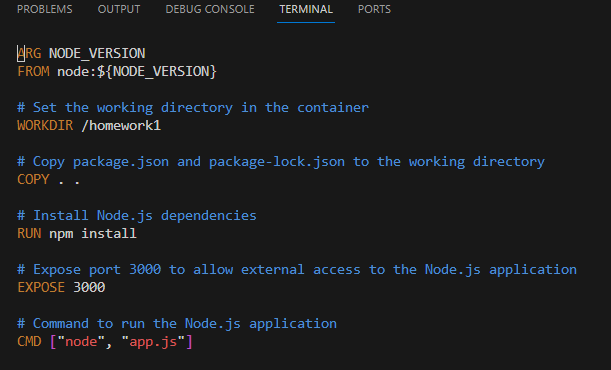 PROBLEMS OUTPUT DEBUG CONSOLE TERMINAL PORTS
ARG NODE_VERSION
FROM node:${NODE_VERSION}
# Set the working directory in the container
WORKDIR /homework1
# Copy package.json and package-lock.json to the working directory
COPY . .
# Install Node.js dependencies
RUN npm install
# Expose port 3000 to allow external access to the Node.js application
EXPOSE 3000
# Command to run the Node.js application
CMD ["node", "app.js"]